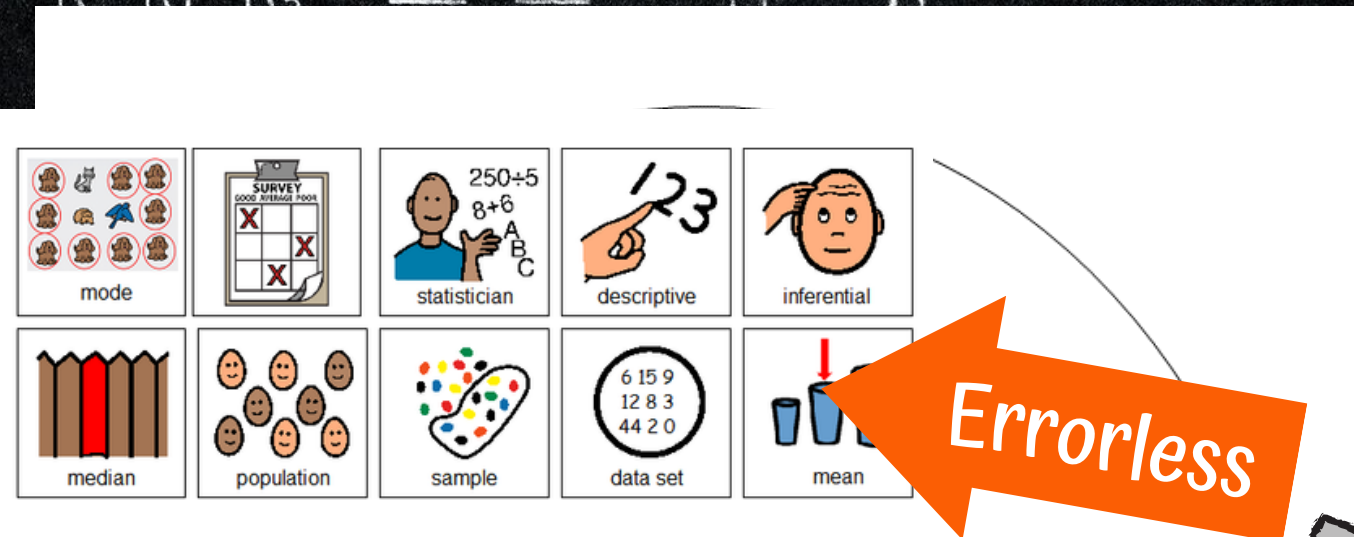 mode
SURVEY
GOOD AVERAGE POOR
X
X
X
250÷5
8+6
A
B
C
statistician
123
descriptive
inferential
median
population
sample
6 15 9
12 8 3
44 2 0
data set
mean
Errorless